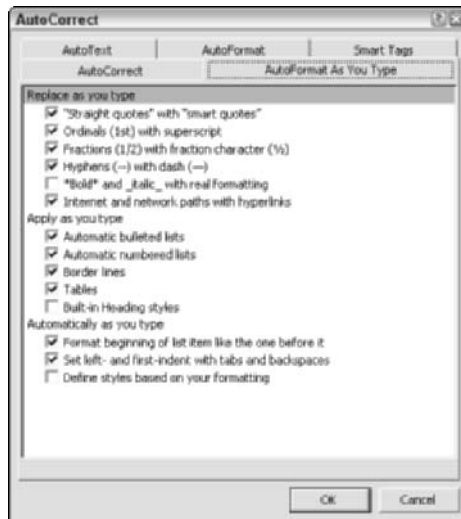 AutoCorrect
AutoText AutoFormat Smart Tags
AutoCorrect AutoFormat As You Type
Replace as you type
"Straight quotes" with "smart quotes"
Ordinals (1st) with superscript
Fractions (1/2) with fraction character (½)
Hyphens (--) with dash (—)
*Bold* and _italic_ with real formatting
Internet and network paths with hyperlinks
Apply as you type
Automatic bulleted lists
Automatic numbered lists
Border lines
Tables
Built-in Heading styles
Automatically as you type
Format beginning of list item like the one before it
Set left- and first-indent with tabs and backspaces
Define styles based on your formatting
OK Cancel